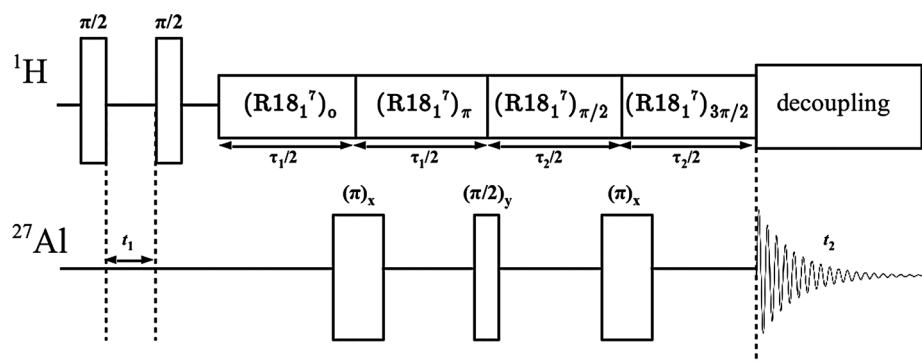 π/2 π/2
¹H
(R18₁⁷)ₒ (R18₁⁷)π (R18₁⁷)π/2 (R18₁⁷)3π/2 decoupling
τ₁/2 τ₁/2 τ₂/2 τ₂/2
(π)ₓ (π/2)y (π)ₓ
²⁷Al t₁ t₂